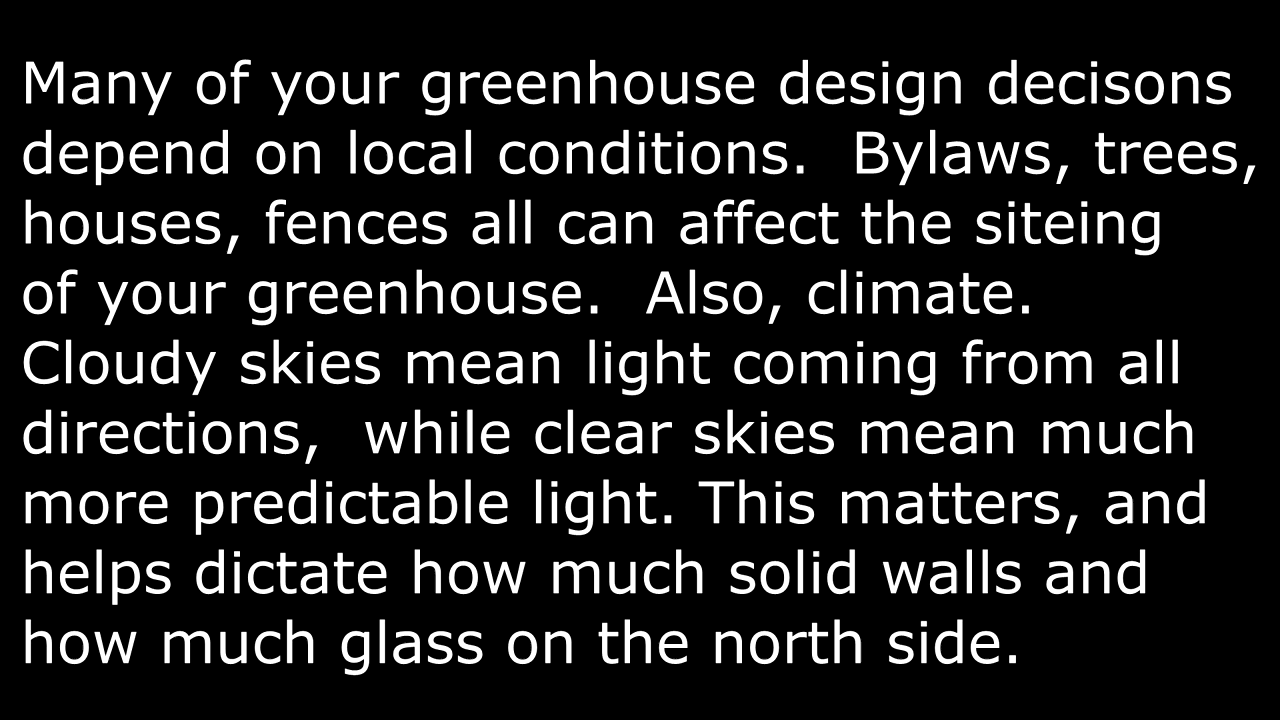 Many of your greenhouse design decisons
depend on local conditions.  Bylaws, trees,
houses, fences all can affect the siteing
of your greenhouse.  Also, climate.
Cloudy skies mean light coming from all
directions,  while clear skies mean much
more predictable light. This matters, and
helps dictate how much solid walls and
how much glass on the north side.